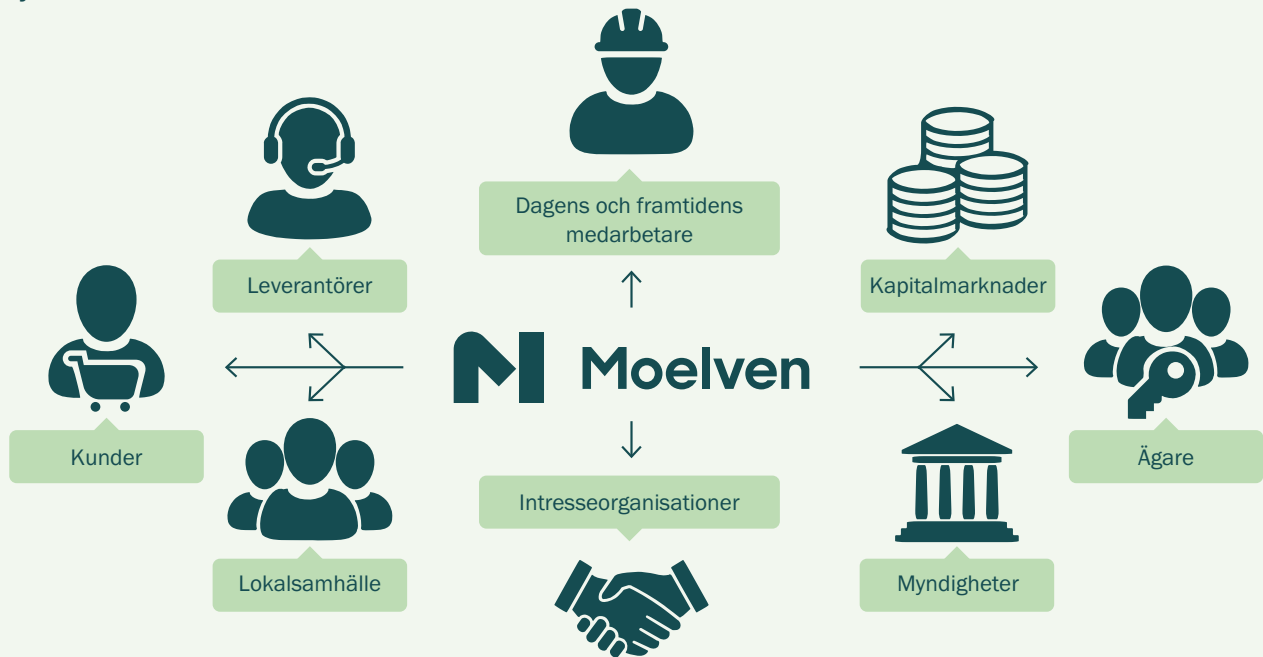 Dagens och framtidens
medarbetare
Leverantörer
Kapitalmarknader
Moelven
Kunder
Ägare
Intresseorganisationer
Lokalsamhälle
Myndigheter